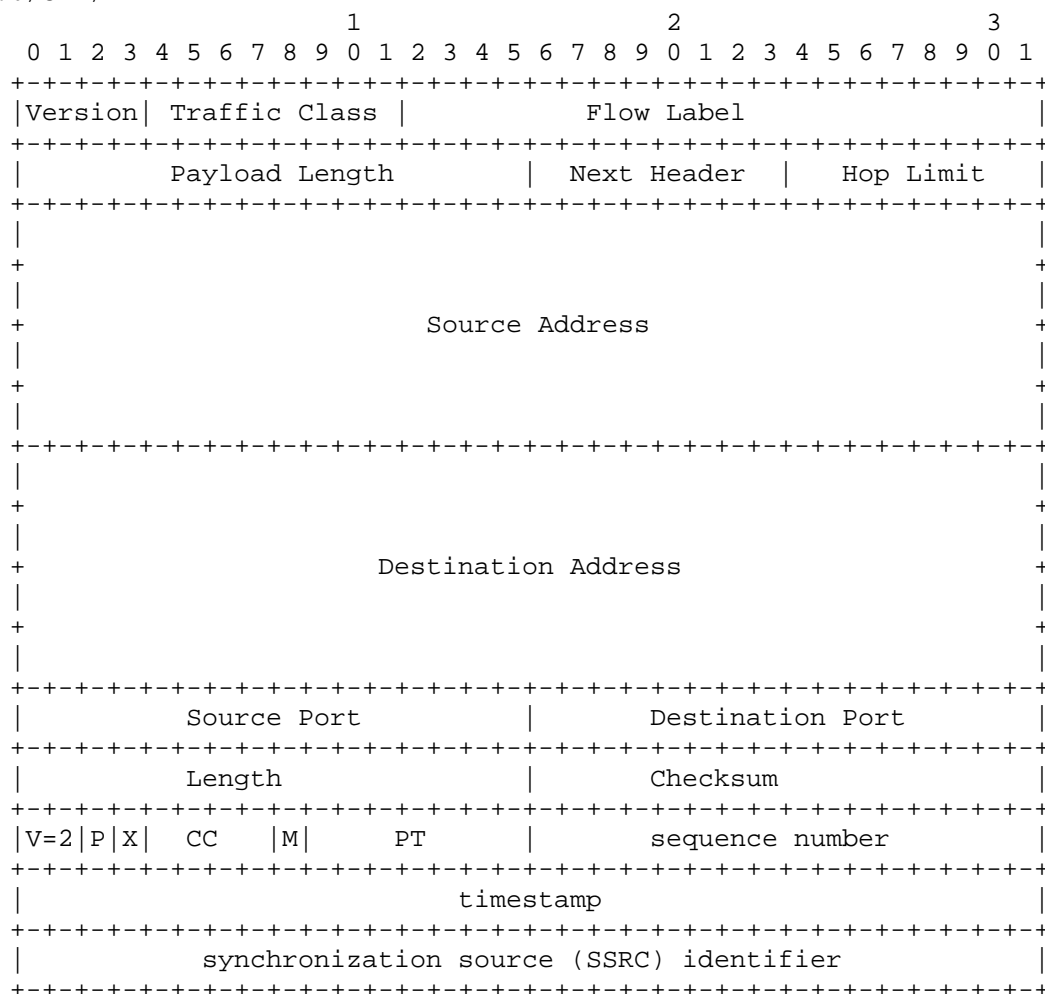 1                   2                   3
 0 1 2 3 4 5 6 7 8 9 0 1 2 3 4 5 6 7 8 9 0 1 2 3 4 5 6 7 8 9 0 1
+-+-+-+-+-+-+-+-+-+-+-+-+-+-+-+-+-+-+-+-+-+-+-+-+-+-+-+-+-+-+-+-+
|Version| Traffic Class |           Flow Label                  |
+-+-+-+-+-+-+-+-+-+-+-+-+-+-+-+-+-+-+-+-+-+-+-+-+-+-+-+-+-+-+-+-+
|         Payload Length        |  Next Header  |   Hop Limit   |
+-+-+-+-+-+-+-+-+-+-+-+-+-+-+-+-+-+-+-+-+-+-+-+-+-+-+-+-+-+-+-+-+
|                                                               |
+                                                               +
|                                                               |
+                         Source Address                        +
|                                                               |
+                                                               +
|                                                               |
+-+-+-+-+-+-+-+-+-+-+-+-+-+-+-+-+-+-+-+-+-+-+-+-+-+-+-+-+-+-+-+-+
|                                                               |
+                                                               +
|                                                               |
+                      Destination Address                      +
|                                                               |
+                                                               +
|                                                               |
+-+-+-+-+-+-+-+-+-+-+-+-+-+-+-+-+-+-+-+-+-+-+-+-+-+-+-+-+-+-+-+-+
|          Source Port          |       Destination Port        |
+-+-+-+-+-+-+-+-+-+-+-+-+-+-+-+-+-+-+-+-+-+-+-+-+-+-+-+-+-+-+-+-+
|          Length               |       Checksum                |
+-+-+-+-+-+-+-+-+-+-+-+-+-+-+-+-+-+-+-+-+-+-+-+-+-+-+-+-+-+-+-+-+
|V=2|P|X|  CC   |M|     PT      |       sequence number         |
+-+-+-+-+-+-+-+-+-+-+-+-+-+-+-+-+-+-+-+-+-+-+-+-+-+-+-+-+-+-+-+-+
|                           timestamp                           |
+-+-+-+-+-+-+-+-+-+-+-+-+-+-+-+-+-+-+-+-+-+-+-+-+-+-+-+-+-+-+-+-+
|           synchronization source (SSRC) identifier            |
+-+-+-+-+-+-+-+-+-+-+-+-+-+-+-+-+-+-+-+-+-+-+-+-+-+-+-+-+-+-+-+-+